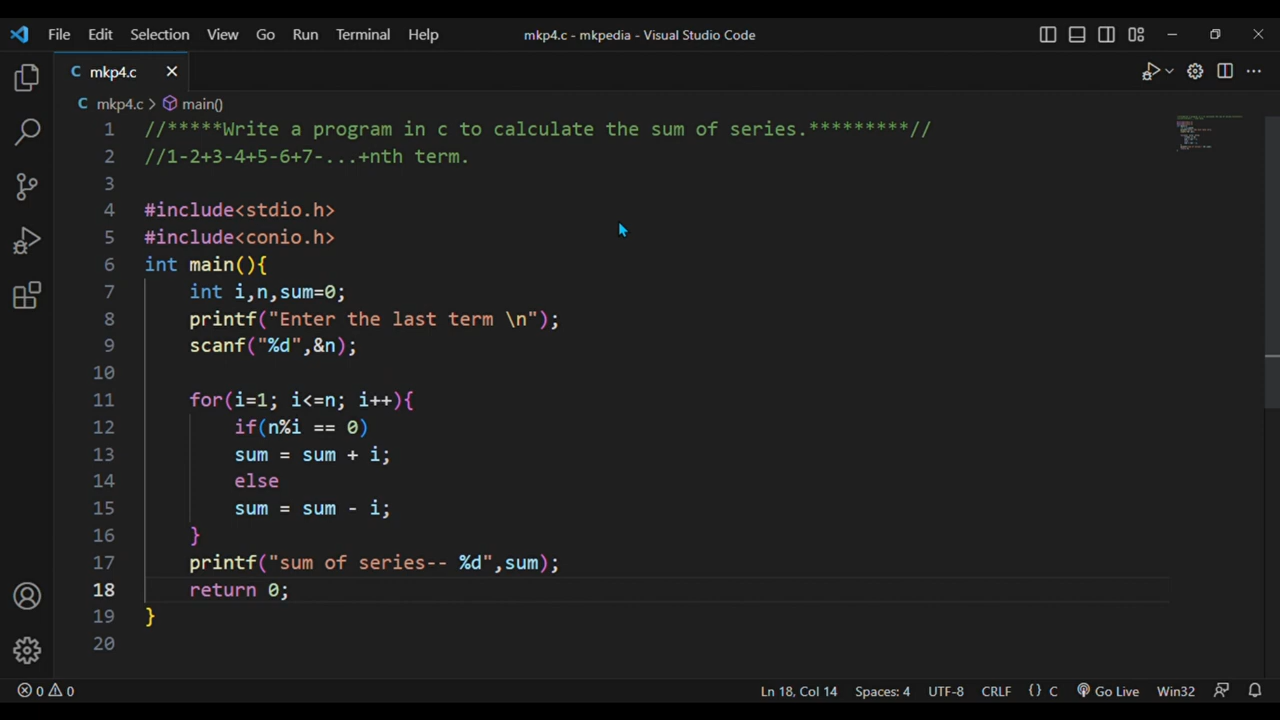 File Edit Selection View Go Run Terminal Help mkp4.c - mkpedia - Visual Studio Code
C mkp4.c
C mkp4.c > main()
1 //*****Write a program in c to calculate the sum of series.*********//
2 //1-2+3-4+5-6+7-...+nth term.
3
4 #include<stdio.h>
5 #include<conio.h>
6 int main(){
7 int i,n,sum=0;
8 printf("Enter the last term \n");
9 scanf("%d",&n);
10
11 for(i=1; i<=n; i++){
12 if(n%i == 0)
13 sum = sum + i;
14 else
15 sum = sum - i;
16 }
17 printf("sum of series-- %d",sum);
18 return 0;
19 }
20
0 0 Ln 18, Col 14 Spaces: 4 UTF-8 CRLF {} C Go Live Win32